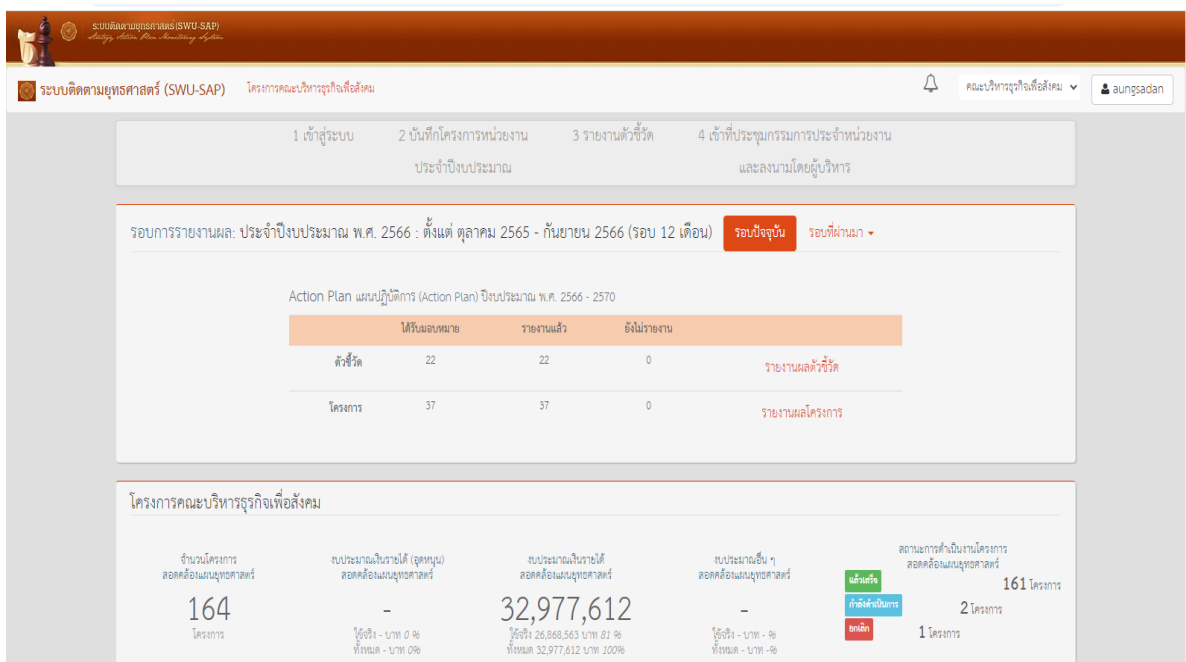 ระบบติดตามยุทธศาสตร์ (SWU-SAP)
Strategic Action Plan Monitoring System
ระบบติดตามยุทธศาสตร์ (SWU-SAP) โครงการคณะบริหารธุรกิจเพื่อสังคม คณะบริหารธุรกิจเพื่อสังคม aungsadan
1 เข้าสู่ระบบ 2 บันทึกโครงการหน่วยงาน 3 รายงานตัวชี้วัด 4 เข้าที่ประชุมกรรมการประจำหน่วยงาน
ประจำปีงบประมาณ และลงนามโดยผู้บริหาร
รอบการรายงานผล: ประจำปีงบประมาณ พ.ศ. 2566 : ตั้งแต่ ตุลาคม 2565 - กันยายน 2566 (รอบ 12 เดือน) รอบปัจจุบัน รอบที่ผ่านมา
Action Plan แผนปฏิบัติการ (Action Plan) ปีงบประมาณ พ.ศ. 2566 - 2570
ได้รับมอบหมาย รายงานแล้ว ยังไม่รายงาน
ตัวชี้วัด 22 22 0 รายงานผลตัวชี้วัด
โครงการ 37 37 0 รายงานผลโครงการ
โครงการคณะบริหารธุรกิจเพื่อสังคม
จำนวนโครงการ
สอดคล้องแผนยุทธศาสตร์
164
โครงการ
งบประมาณเงินรายได้ (อุดหนุน)
สอดคล้องแผนยุทธศาสตร์
-
ใช้จริง - บาท 0 %
ทั้งหมด - บาท 0%
งบประมาณเงินรายได้
สอดคล้องแผนยุทธศาสตร์
32,977,612
ใช้จริง 26,868,563 บาท 81 %
ทั้งหมด 32,977,612 บาท 100%
งบประมาณอื่น ๆ
สอดคล้องแผนยุทธศาสตร์
-
ใช้จริง - บาท - %
ทั้งหมด - บาท -%
สถานะการดำเนินงานโครงการ
สอดคล้องแผนยุทธศาสตร์
แล้วเสร็จ 161 โครงการ
กำลังดำเนินการ 2 โครงการ
ยกเลิก 1 โครงการ